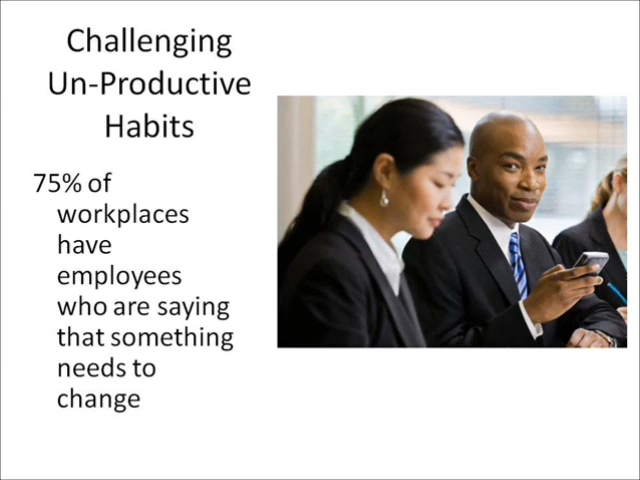 Challenging
Un-Productive
Habits
75% of
workplaces
have
employees
who are saying
that something
needs to
change